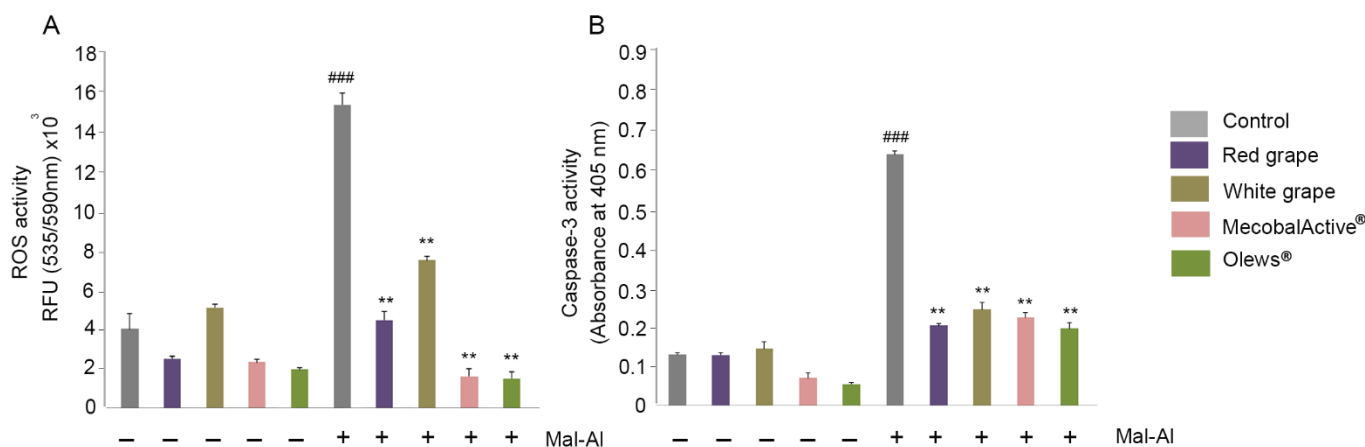 A
ROS activity
RFU (535/590nm) x10³
18
16
14
12
10
8
6
4
2
0
###
**
**
**
**
– – – – – + + + + + Mal-Al
B
Caspase-3 activity
(Absorbance at 405 nm)
0.9
0.8
0.7
0.6
0.5
0.4
0.3
0.2
0.1
0
###
**
**
**
**
– – – – – + + + + +
Mal-Al
Control
Red grape
White grape
MecobalActive®
Olews®